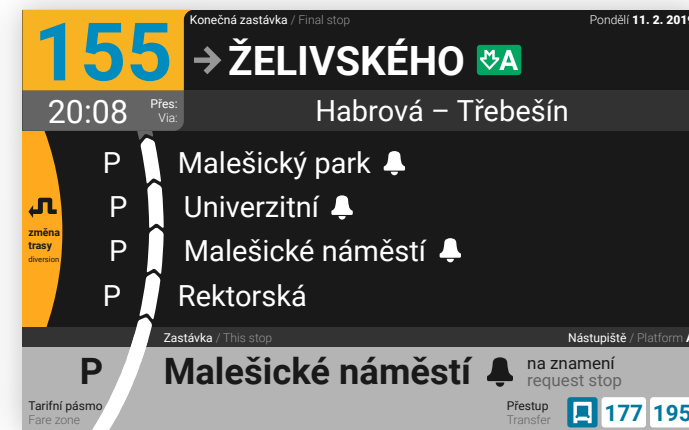 155
Konečná zastávka / Final stop
Pondělí 11. 2. 2019
→ ŽELIVSKÉHO A
20:08
Přes:
Via:
Habrová – Třebešín
P Malešický park
P Univerzitní
P Malešické náměstí
P Rektorská
změna
trasy
diversion
Zastávka / This stop
Nástupiště / Platform A
P Malešické náměstí
na znamení
request stop
Tarifní pásmo
Fare zone
Přestup
Transfer
177 195